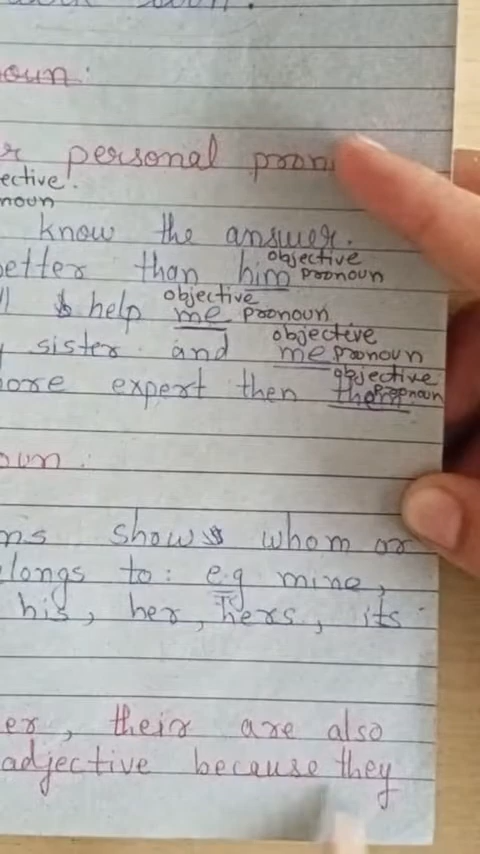 oun:
r personal pron
ective.
noun
know the answer.
objective
etter than him pronoun
objective
ll help me pronoun
objective
sister and me pronoun
objective
ore expert then them pronoun
oun.
ns shows whom or
longs to: e.g mine,
his, her, hers, its
er, their are also
adjective because they